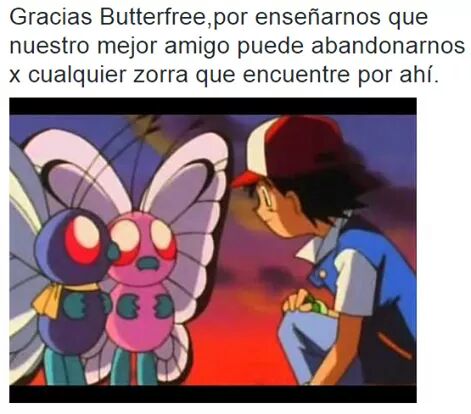 Gracias Butterfree,por enseñarnos que
nuestro mejor amigo puede abandonarnos
x cualquier zorra que encuentre por ahí.